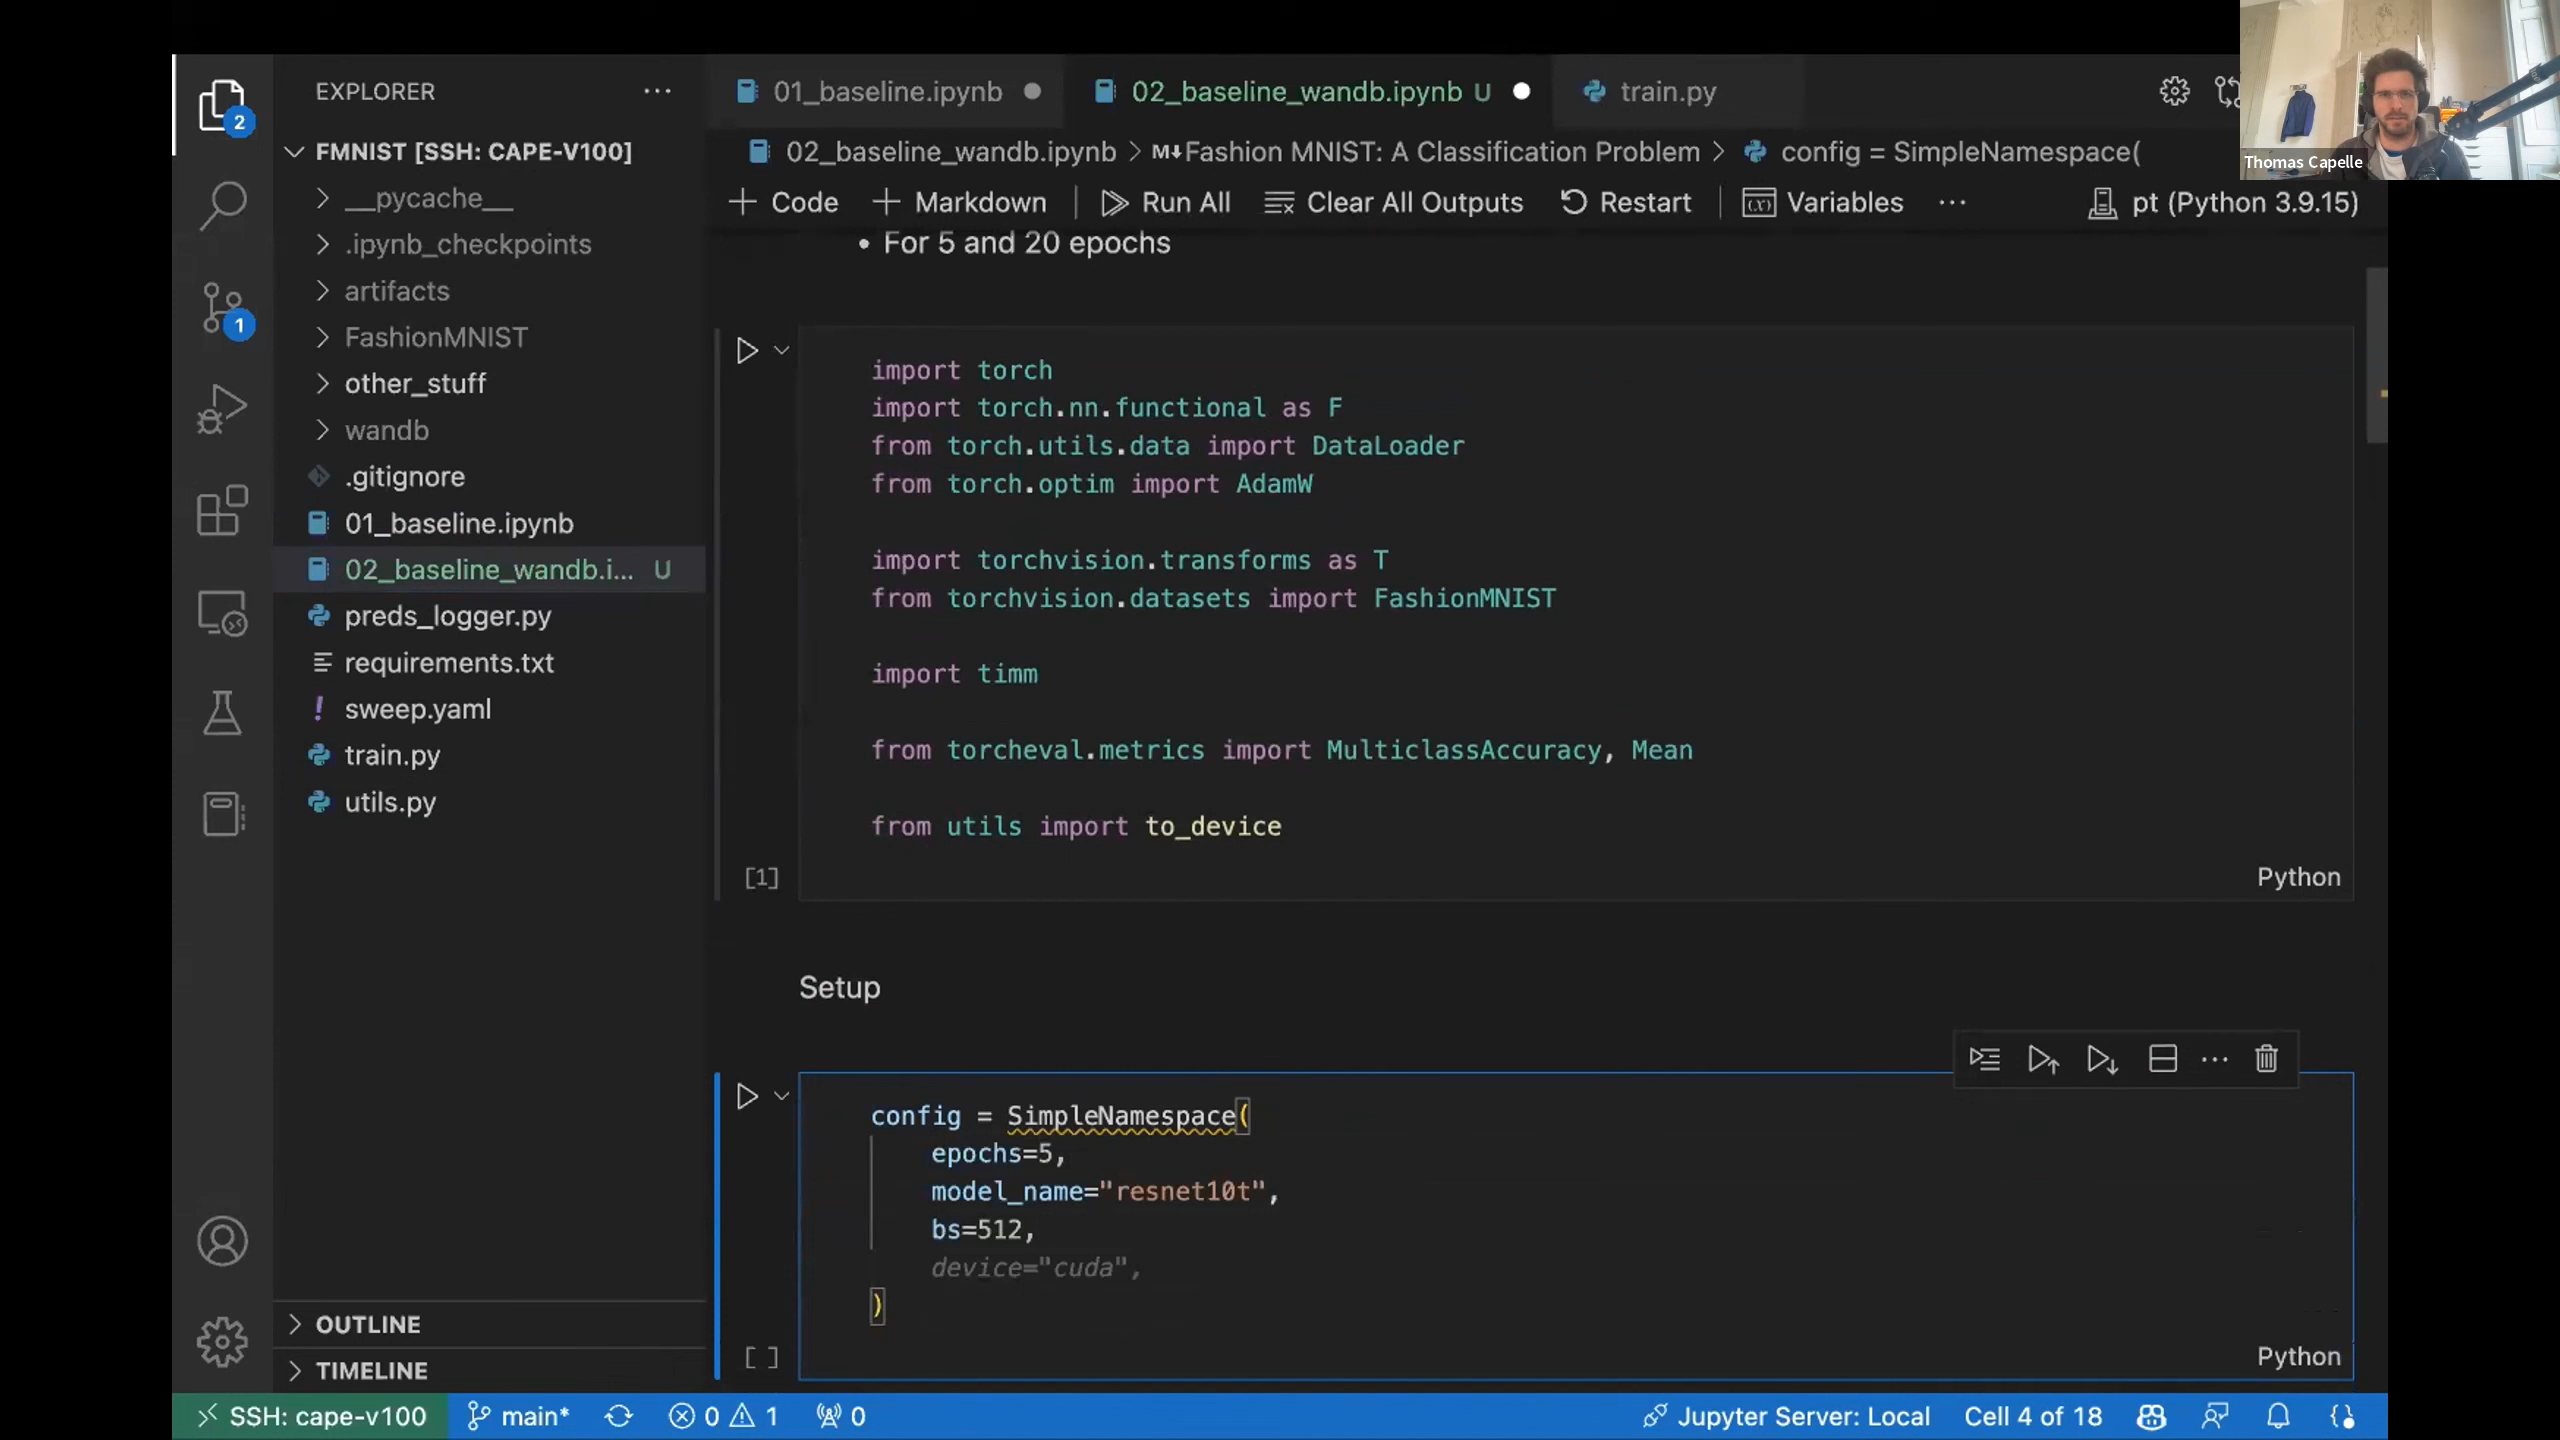 EXPLORER
01_baseline.ipynb
02_baseline_wandb.ipynb U
train.py
Thomas Capelle
2
FMNIST [SSH: CAPE-V100]
02_baseline_wandb.ipynb > M↓Fashion MNIST: A Classification Problem > config = SimpleNamespace(
+ Code + Markdown | Run All Clear All Outputs Restart | Variables ... pt (Python 3.9.15)
__pycache__
.ipynb_checkpoints
artifacts
1
FashionMNIST
other_stuff
wandb
.gitignore
01_baseline.ipynb
02_baseline_wandb.i... U
preds_logger.py
requirements.txt
! sweep.yaml
train.py
utils.py
OUTLINE
TIMELINE
• For 5 and 20 epochs
import torch
import torch.nn.functional as F
from torch.utils.data import DataLoader
from torch.optim import AdamW
import torchvision.transforms as T
from torchvision.datasets import FashionMNIST
import timm
from torcheval.metrics import MulticlassAccuracy, Mean
from utils import to_device
[1]
Python
Setup
config = SimpleNamespace(
epochs=5,
model_name="resnet10t",
bs=512,
device="cuda",
)
[ ]
Python
SSH: cape-v100 main* 0 1 0 Jupyter Server: Local Cell 4 of 18